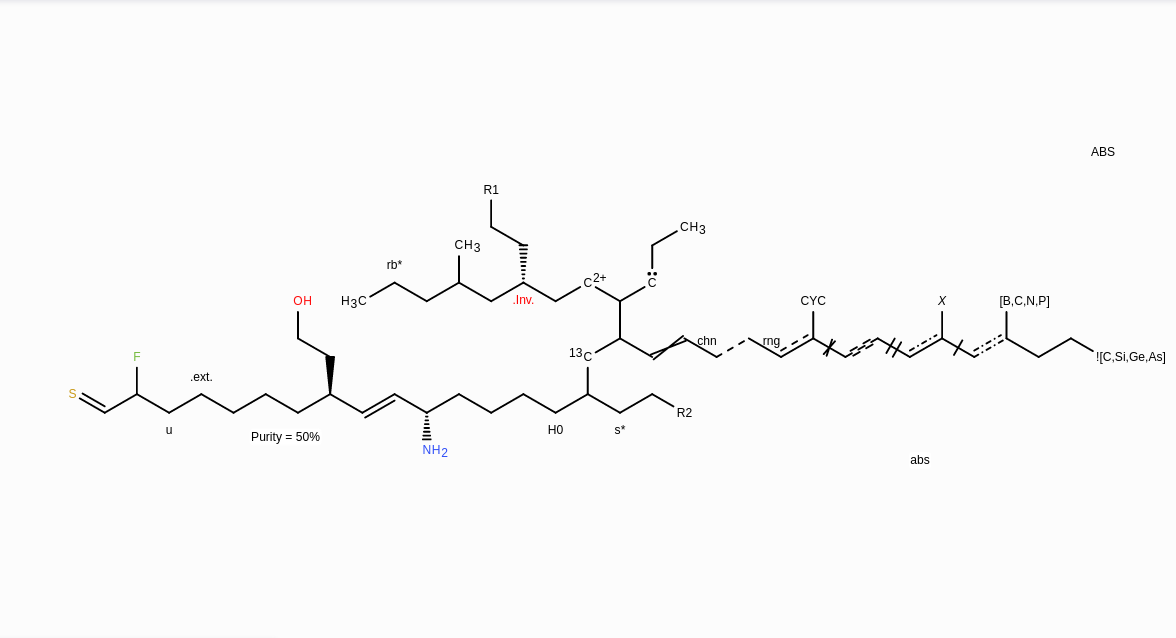 ABS
R1
CH3
CH3
rb*
C2+
C
H3C
.Inv.
OH
CYC
X
[B,C,N,P]
chn
rng
13C
F
![C,Si,Ge,As]
.ext.
S
R2
u
Purity = 50%
H0
s*
NH2
abs